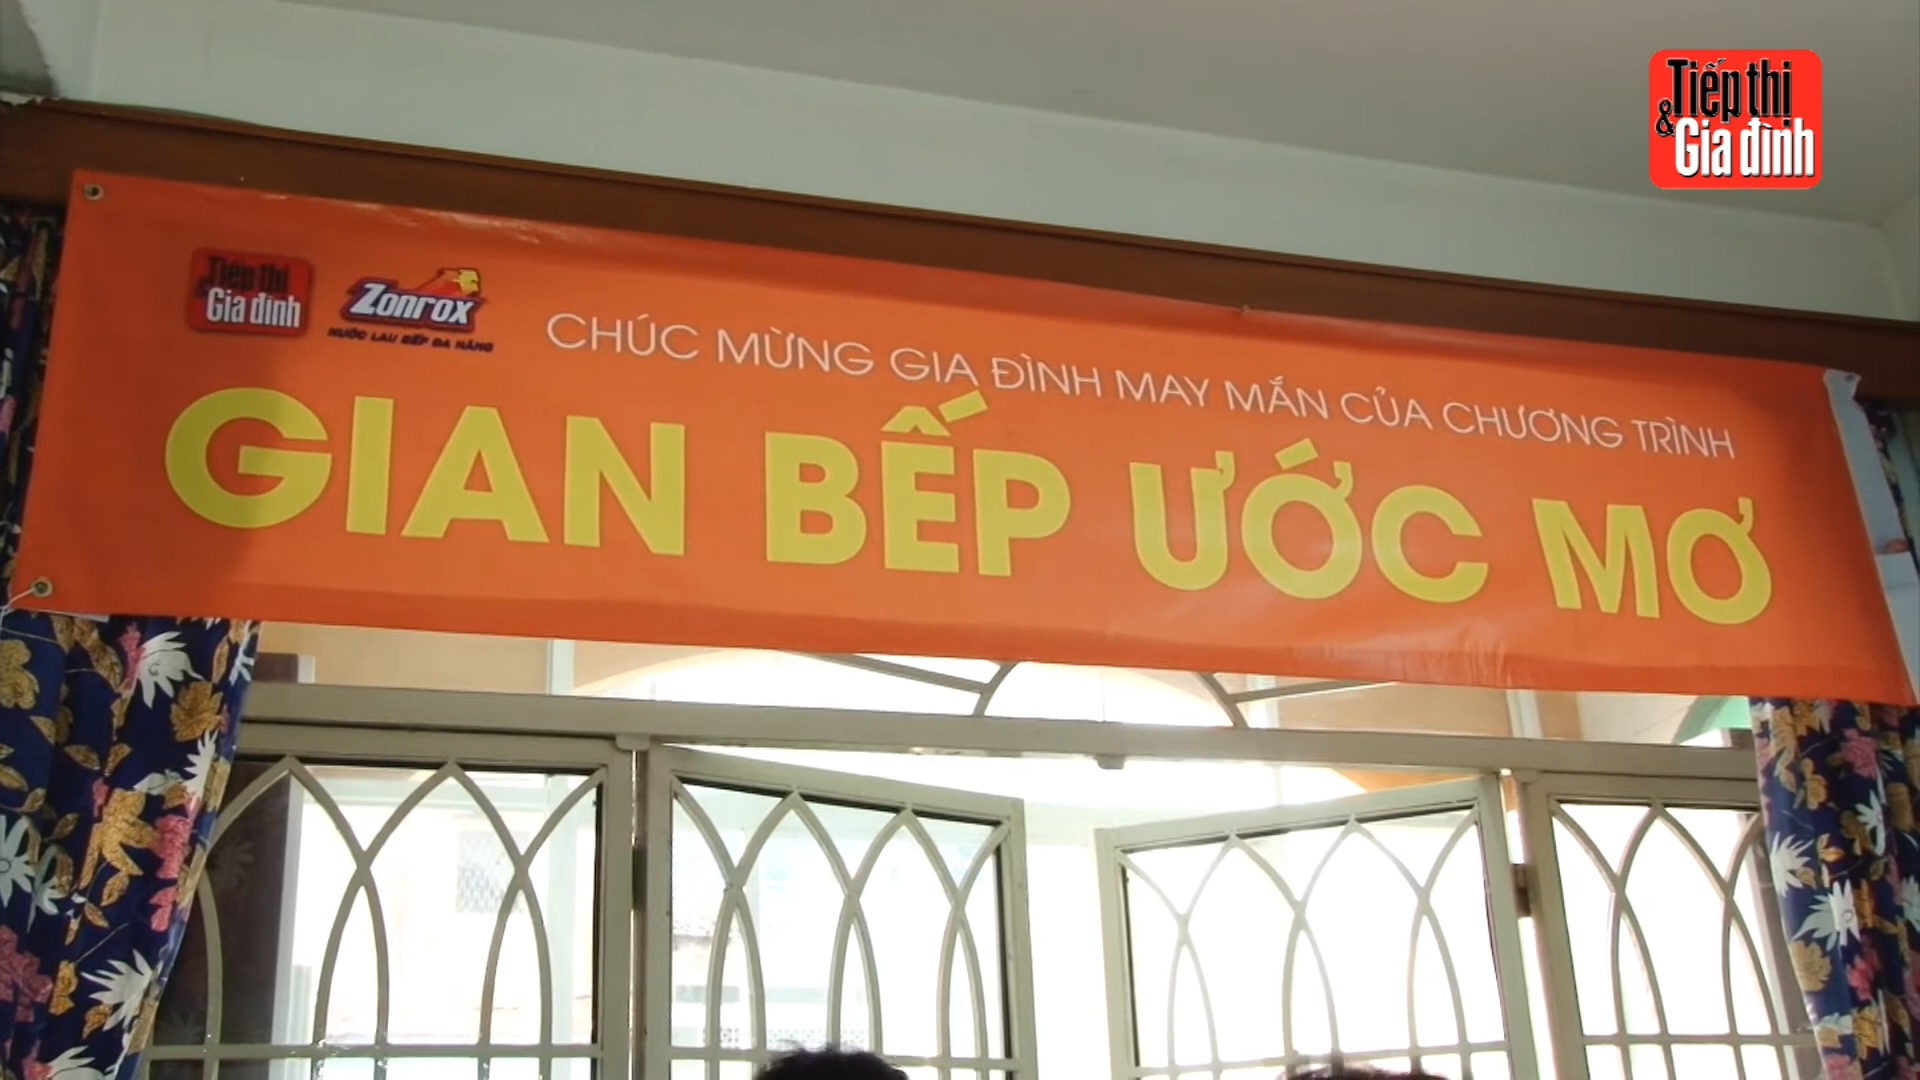 Tiếp thị
& Gia đình
Tiếp thị
& Gia đình
Zonrox
NƯỚC LAU BẾP ĐA NĂNG
CHÚC MỪNG GIA ĐÌNH MAY MẮN CỦA CHƯƠNG TRÌNH
GIAN BẾP ƯỚC MƠ